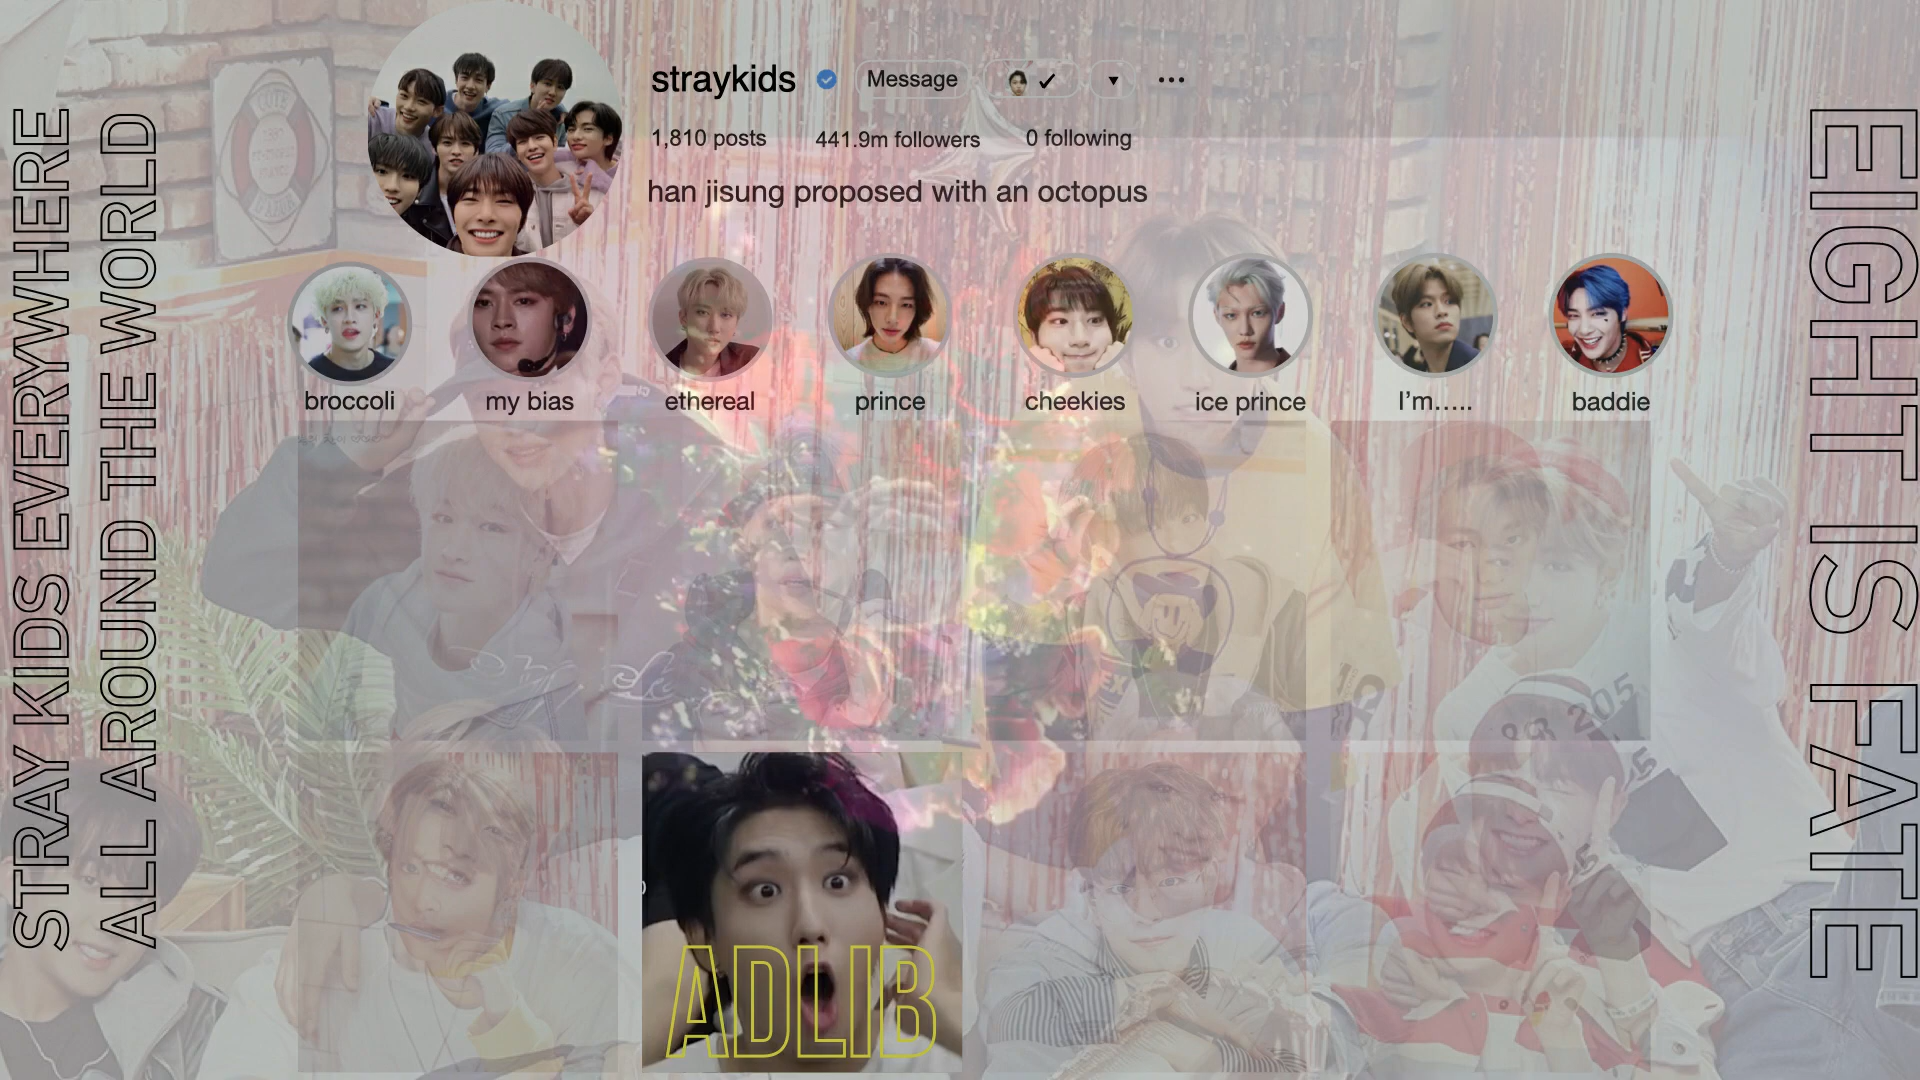 STRAY KIDS EVERYWHERE
ALL AROUND THE WORLD
straykids
Message
1,810 posts
441.9m followers
0 following
han jisung proposed with an octopus
broccoli
my bias
ethereal
prince
cheekies
ice prince
I’m…..
baddie
ADLIB
EIGHT IS FATE
205